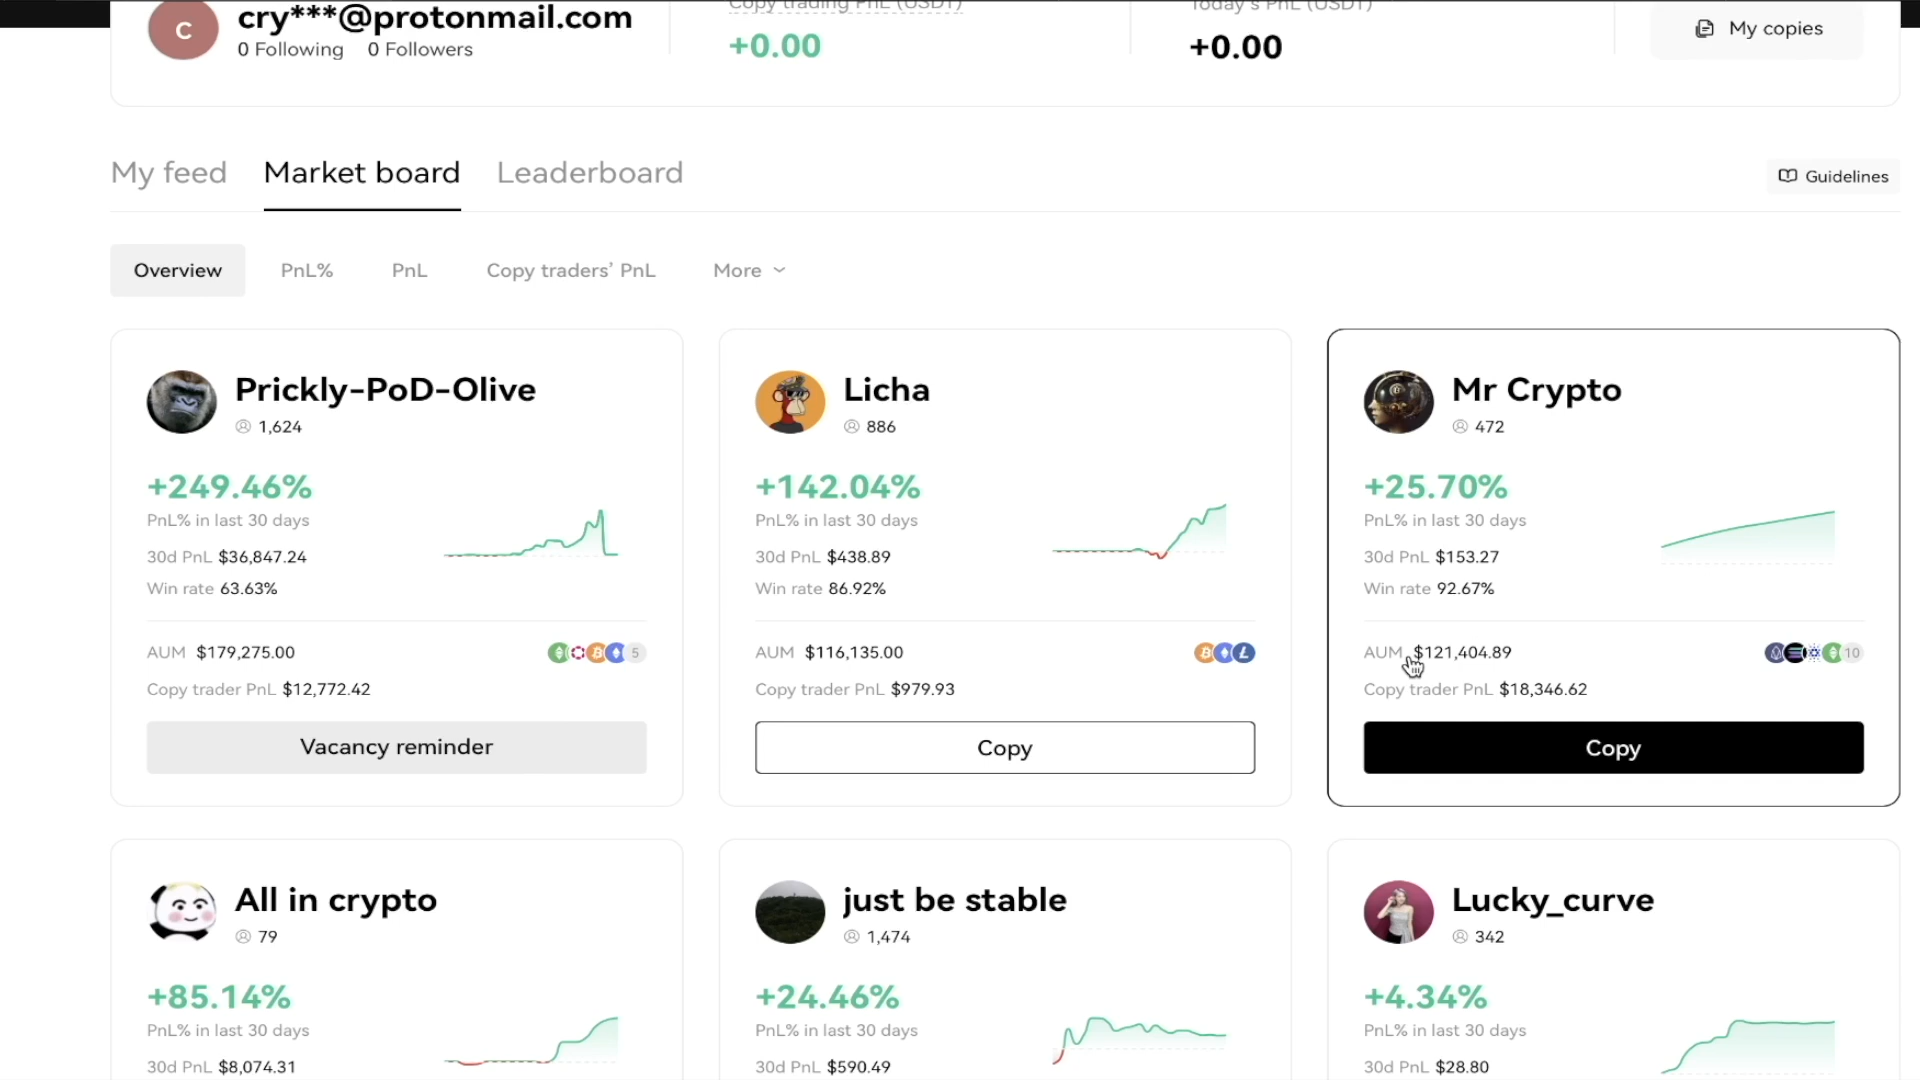 C
cry***@protonmail.com
0 Following 0 Followers
Copy trading PnL (USDT)
+0.00
Today's PnL (USDT)
+0.00
My copies
My feed Market board Leaderboard
Guidelines
Overview PnL% PnL Copy traders' PnL More
Prickly-PoD-Olive
1,624
+249.46%
PnL% in last 30 days
30d PnL $36,847.24
Win rate 63.63%
AUM $179,275.00
5
Copy trader PnL $12,772.42
Vacancy reminder
Licha
886
+142.04%
PnL% in last 30 days
30d PnL $438.89
Win rate 86.92%
AUM $116,135.00
Copy trader PnL $979.93
Copy
Mr Crypto
472
+25.70%
PnL% in last 30 days
30d PnL $153.27
Win rate 92.67%
AUM $121,404.89
10
Copy trader PnL $18,346.62
Copy
All in crypto
79
+85.14%
PnL% in last 30 days
30d PnL $8,074.31
just be stable
1,474
+24.46%
PnL% in last 30 days
30d PnL $590.49
Lucky_curve
342
+4.34%
PnL% in last 30 days
30d PnL $28.80